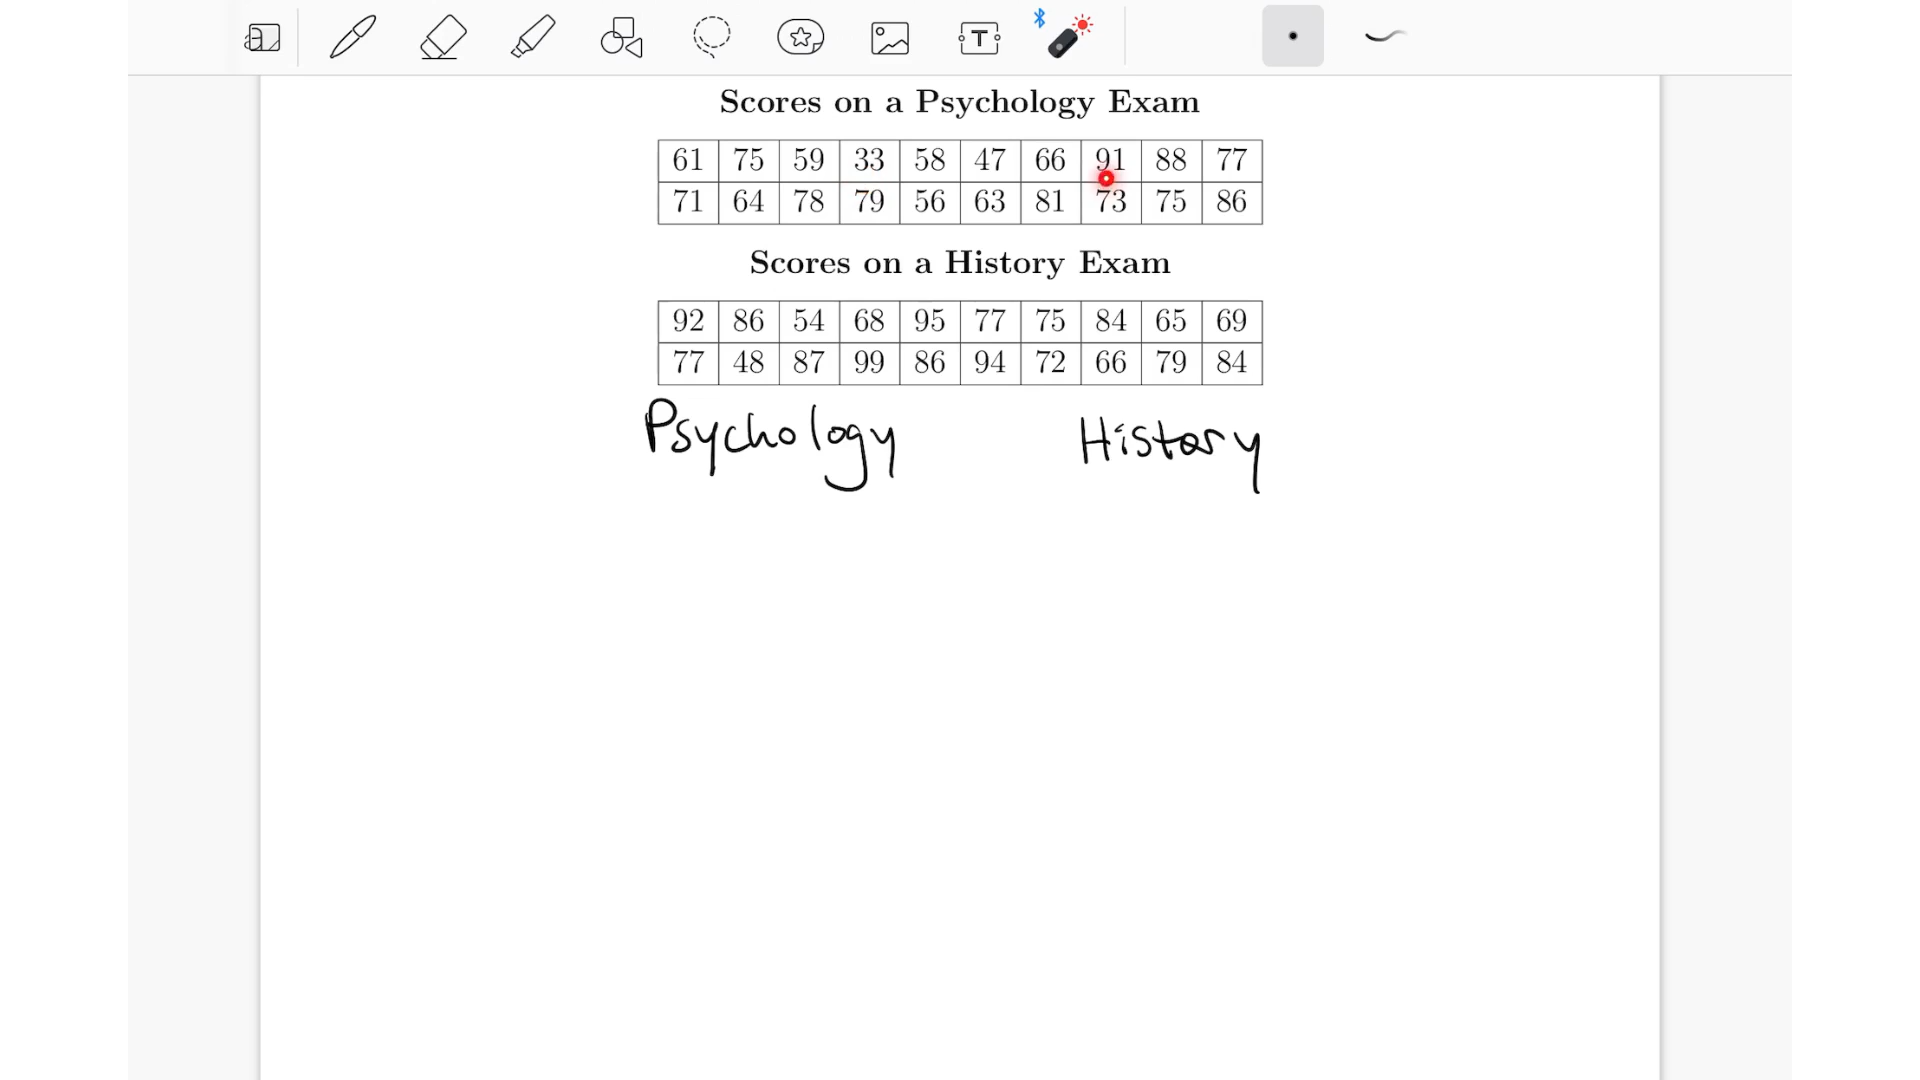 Scores on a Psychology Exam
61 75 59 33 58 47 66 91 88 77
71 64 78 79 56 63 81 73 75 86
Scores on a History Exam
92 86 54 68 95 77 75 84 65 69
77 48 87 99 86 94 72 66 79 84
Psychology History